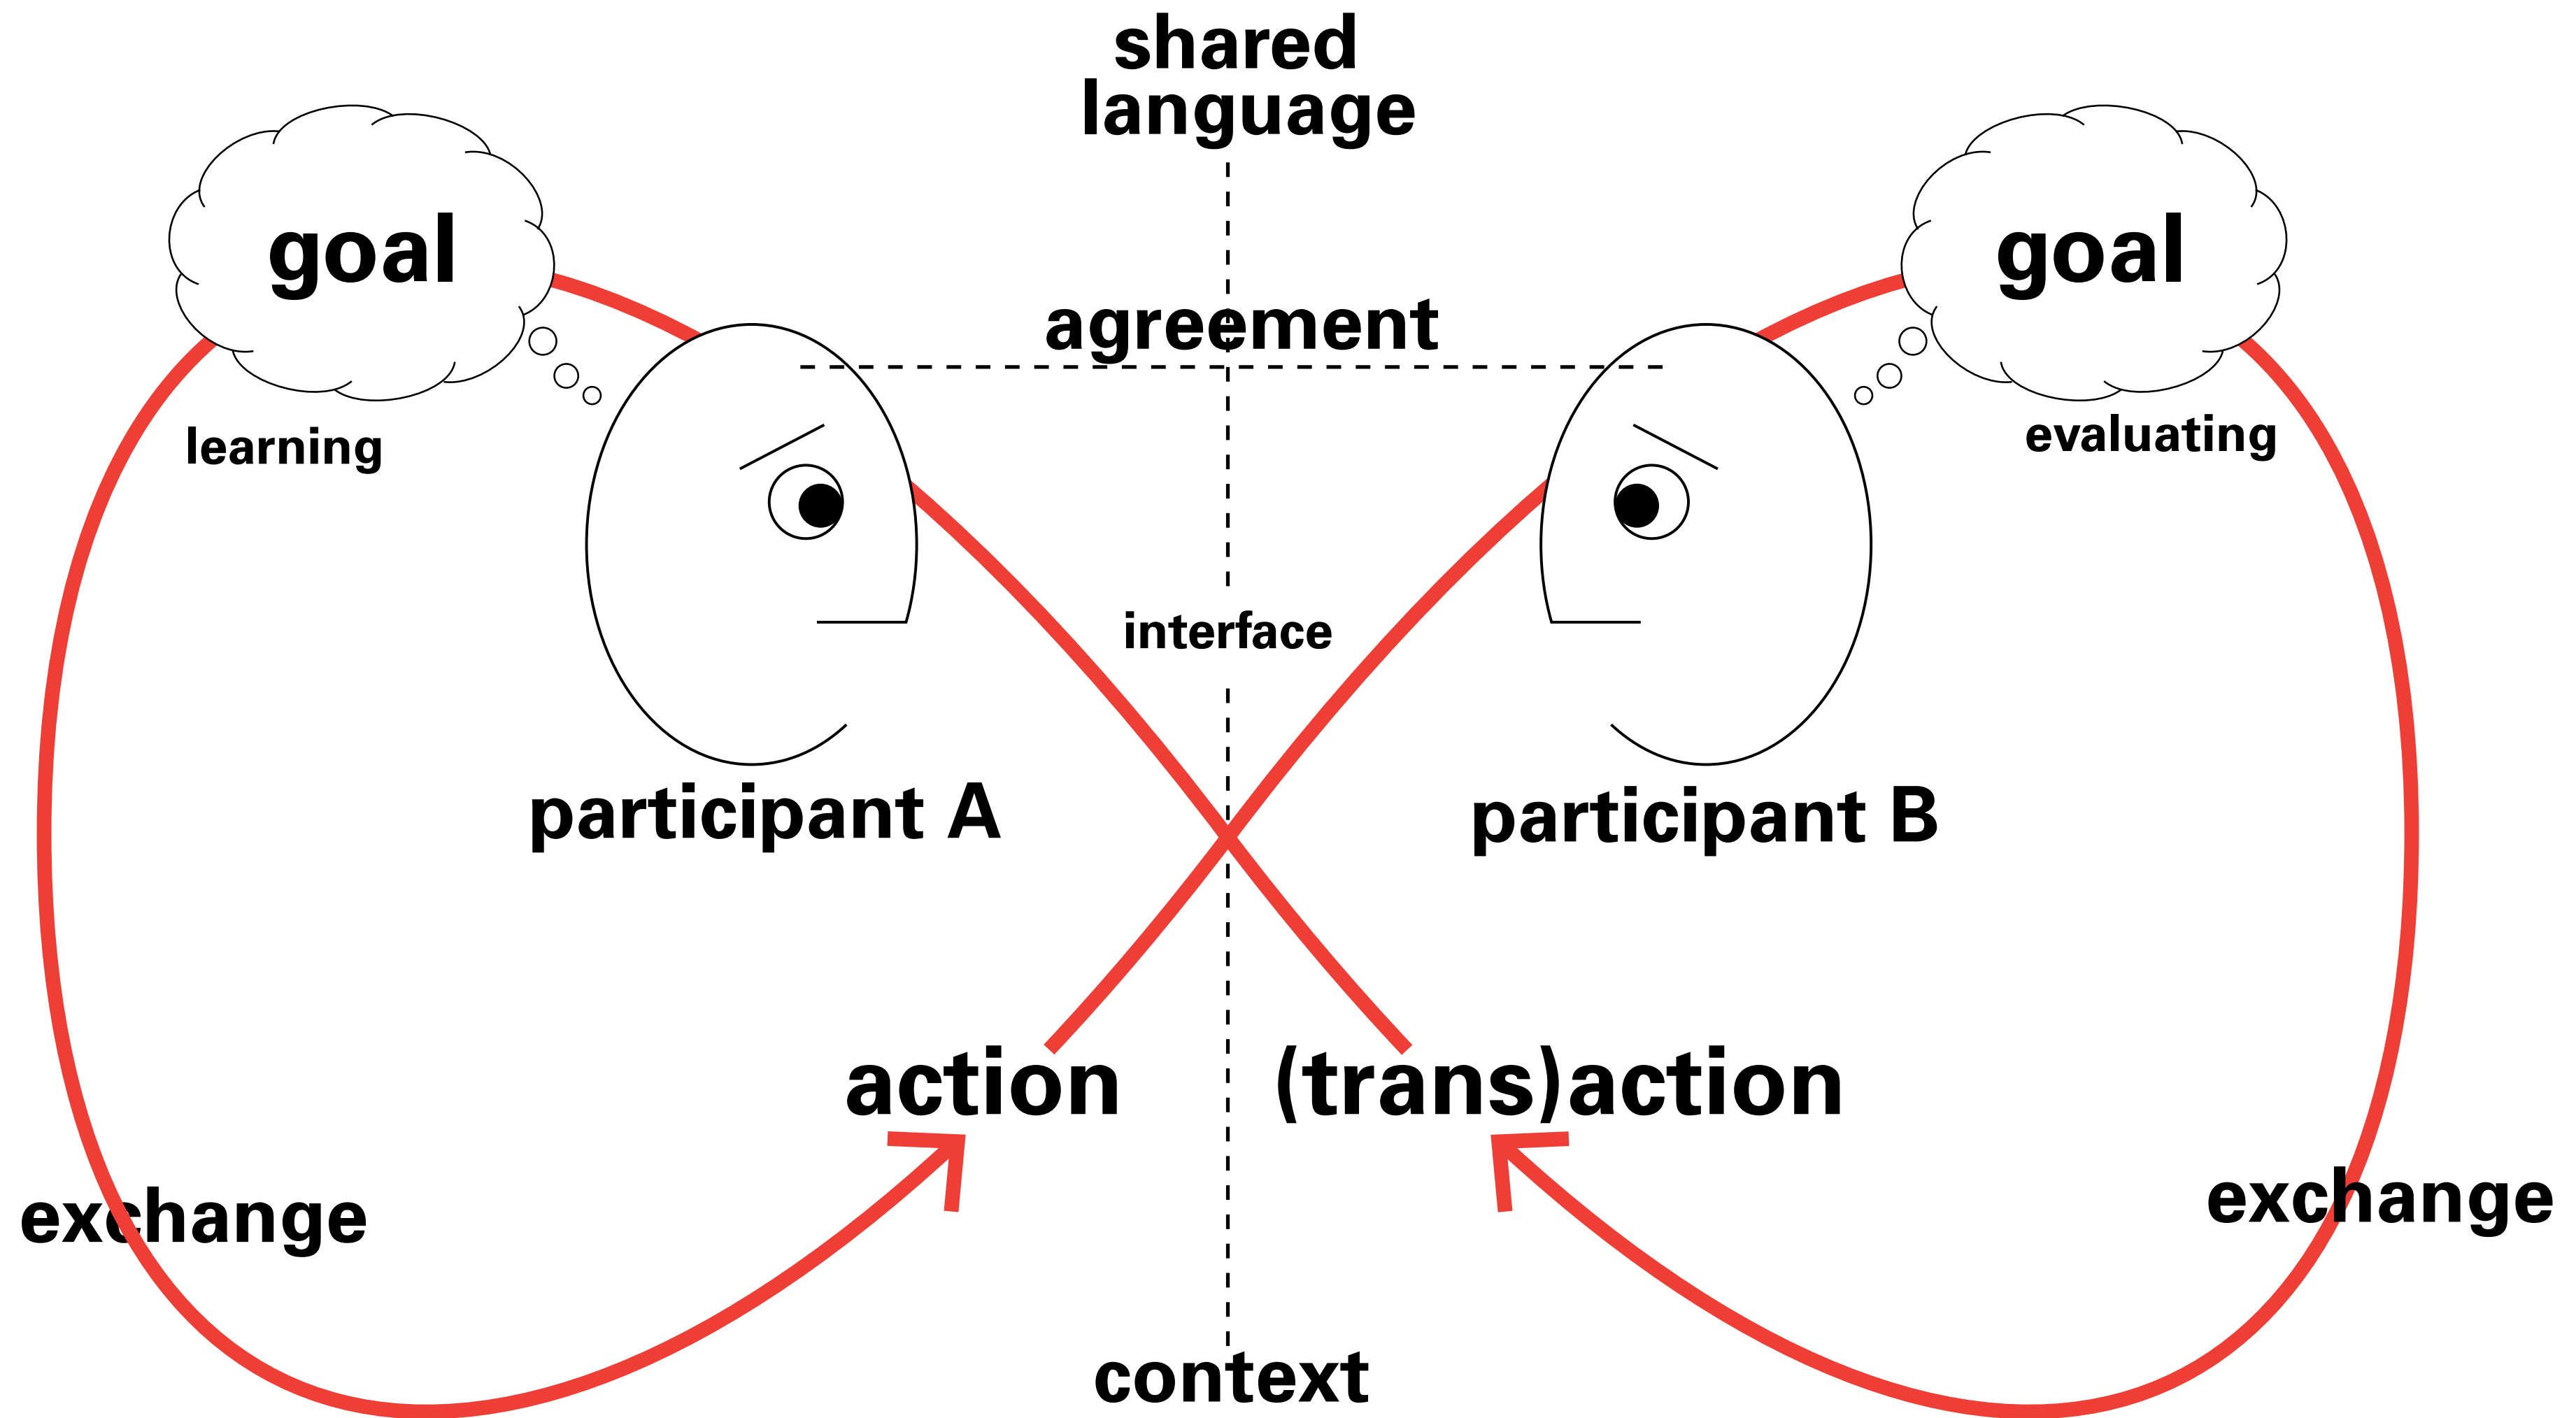 shared
language
goal
goal
agreement
learning
evaluating
interface
participant A
participant B
action
(trans)action
exchange
exchange
context